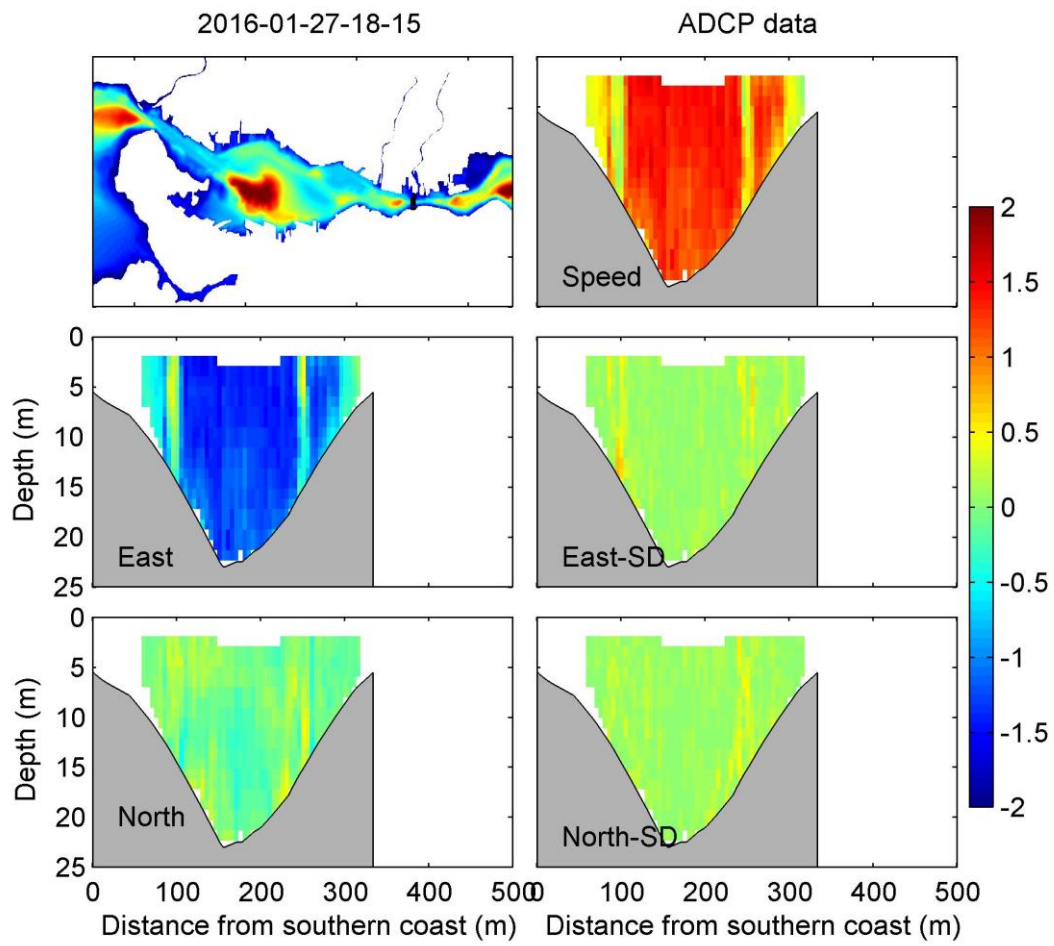 2016-01-27-18-15
ADCP data
Speed
2
1.5
1
0.5
0
-0.5
-1
-1.5
-2
0
5
10
15
20
25
Depth (m)
East
East-SD
0
5
10
15
20
25
Depth (m)
North
North-SD
0 100 200 300 400 500
0 100 200 300 400 500
Distance from southern coast (m)
Distance from southern coast (m)